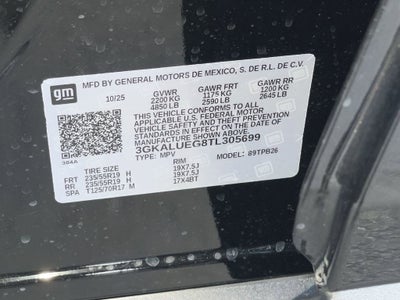 gm
MFD BY GENERAL MOTORS DE MEXICO, S. DE R.L. DE C.V.
10/25 GVWR GAWR FRT GAWR RR
2200 KG 1175 KG 1200 KG
4850 LB 2590 LB 2645 LB
THIS VEHICLE CONFORMS TO ALL
APPLICABLE U.S. FEDERAL MOTOR
VEHICLE SAFETY AND THEFT PREVENTION
STANDARDS IN EFFECT ON THE DATE OF
MANUFACTURE SHOWN ABOVE.
3GKALUEG8TL305699
TYPE: MPV MODEL: 89TPB26
TIRE SIZE RIM
FRT 235/55R19 H 19X7.5J
RR 235/55R19 H 19X7.5J
SPA T125/70R17 M 17X4BT